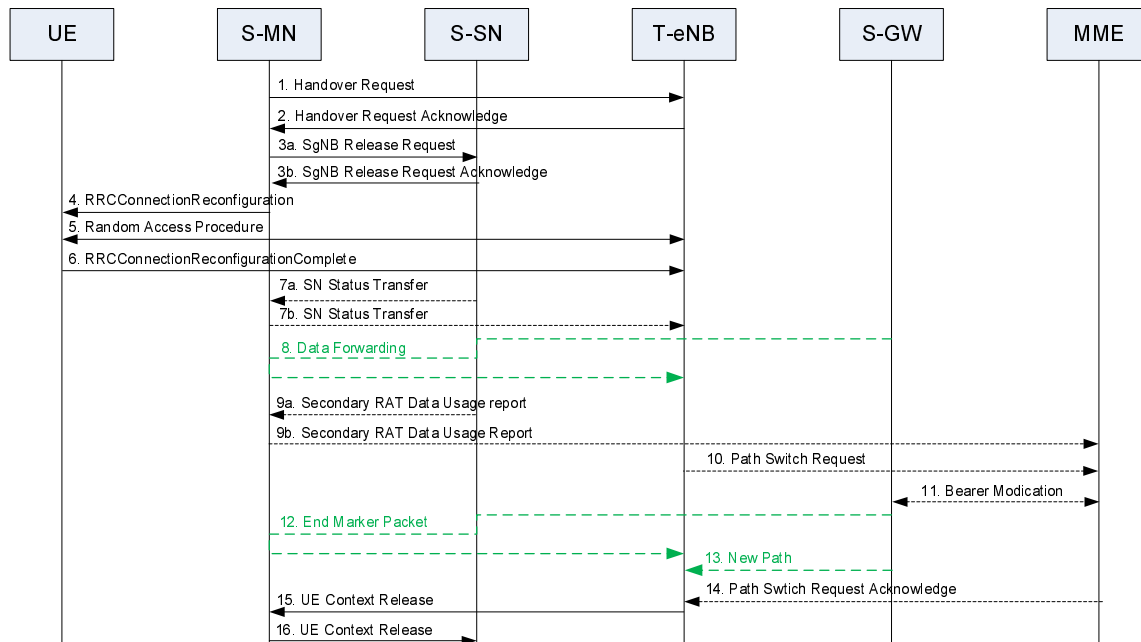 UE S-MN S-SN T-eNB S-GW MME
1. Handover Request
2. Handover Request Acknowledge
3a. SgNB Release Request
3b. SgNB Release Request Acknowledge
4. RRCConnectionReconfiguration
5. Random Access Procedure
6. RRCConnectionReconfigurationComplete
7a. SN Status Transfer
7b. SN Status Transfer
8. Data Forwarding
9a. Secondary RAT Data Usage report
9b. Secondary RAT Data Usage Report
10. Path Switch Request
11. Bearer Modication
12. End Marker Packet
13. New Path
14. Path Swtich Request Acknowledge
15. UE Context Release
16. UE Context Release